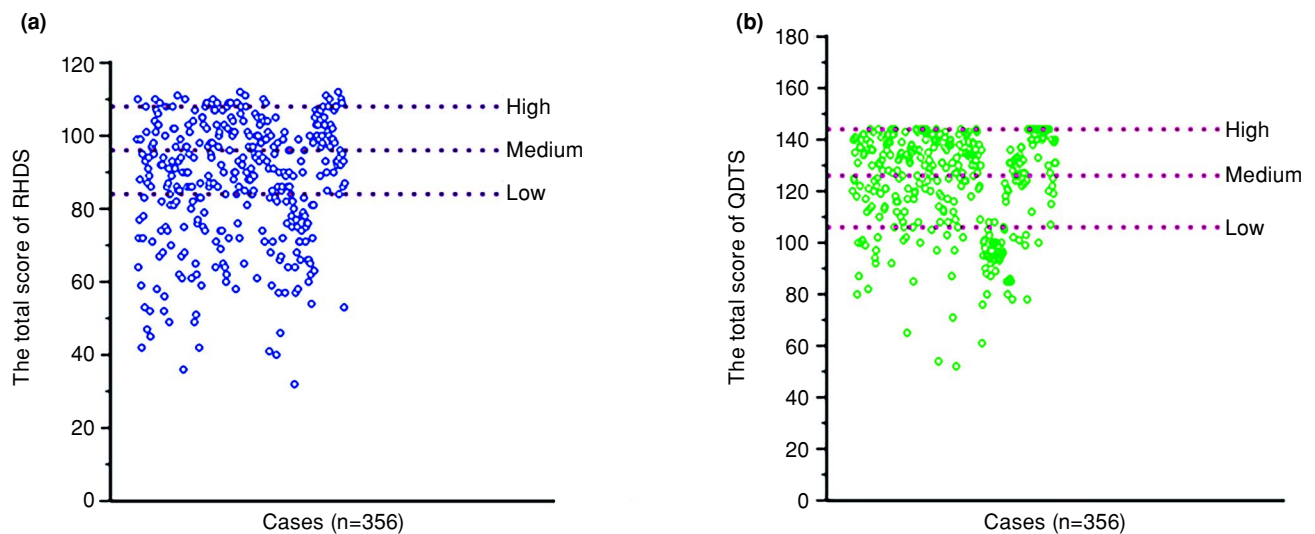 (a)
The total score of RHDS
120
100
80
60
40
20
0
High
Medium
Low
Cases (n=356)
(b)
The total score of QDTS
180
160
140
120
100
80
60
40
20
0
High
Medium
Low
Cases (n=356)